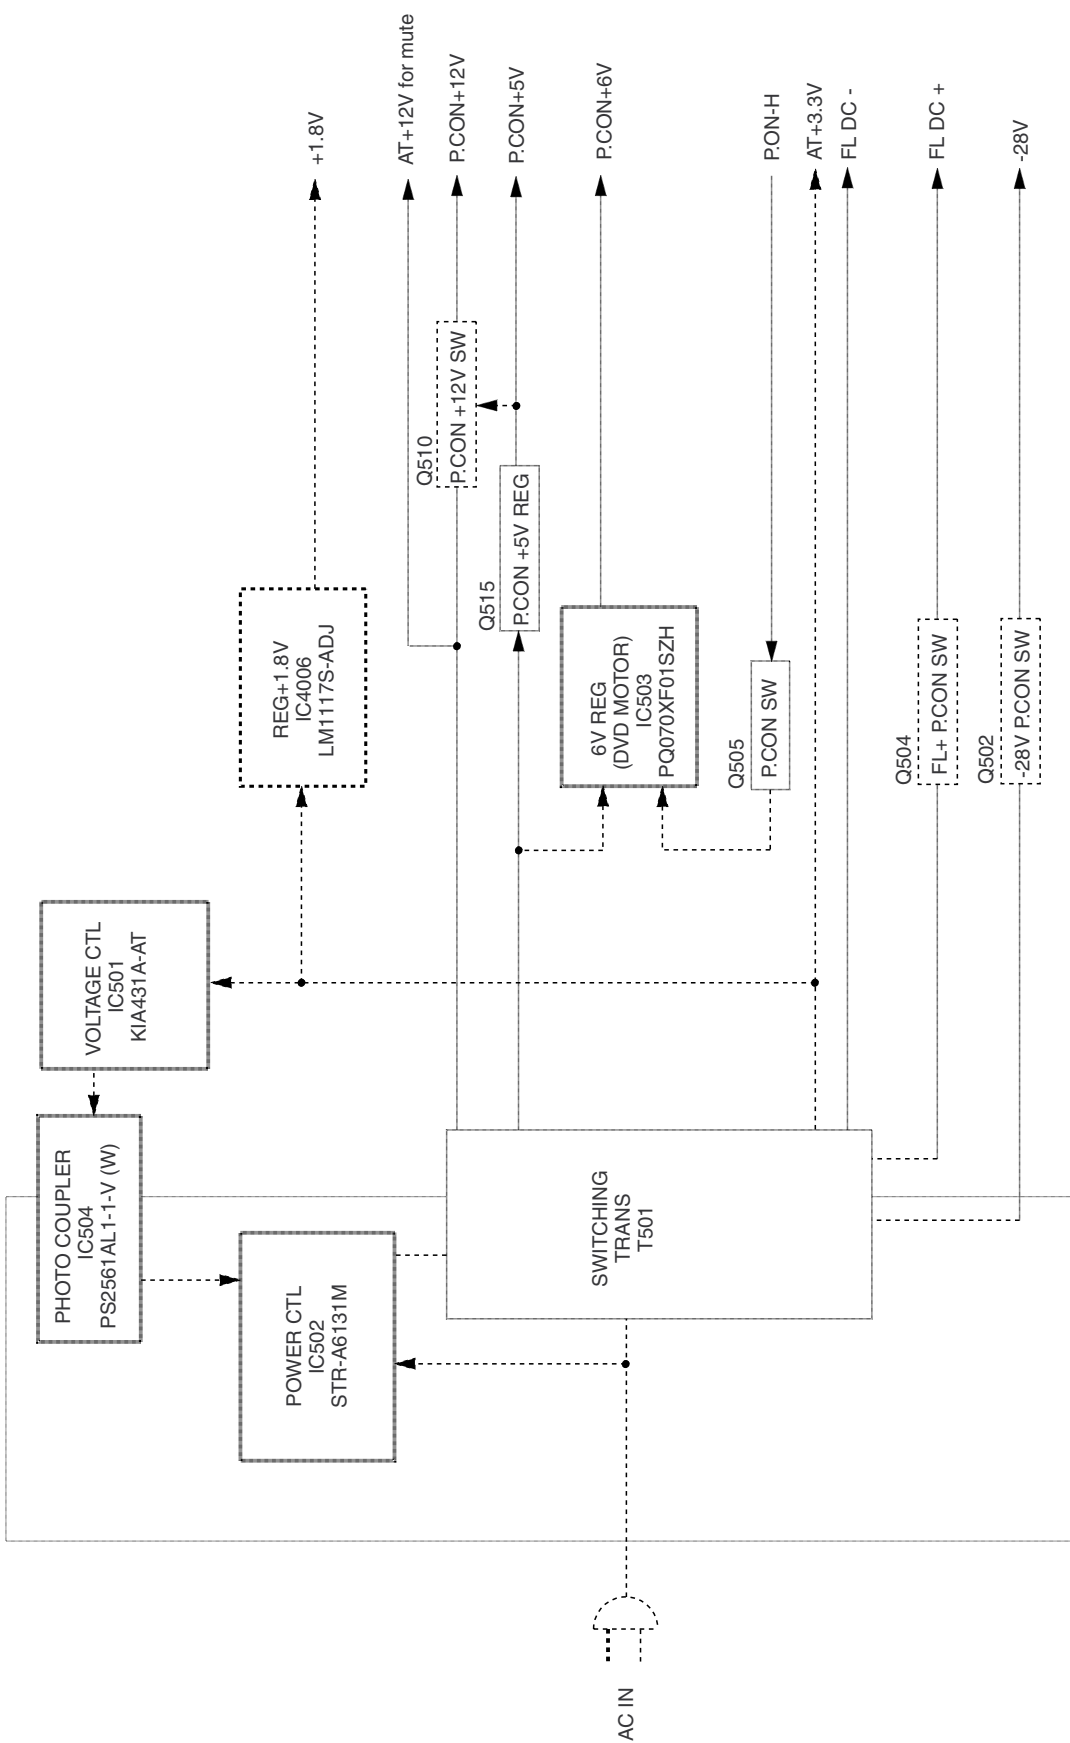 AC IN
PHOTO COUPLER
IC504
PS2561AL1-1-V (W)
VOLTAGE CTL
IC501
KIA431A-AT
POWER CTL
IC502
STR-A6131M
SWITCHING
TRANS
T501
REG+1.8V
IC4006
LM1117S-ADJ
+1.8V
AT+12V for mute
Q510
P.CON +12V SW
P.CON+12V
Q515
P.CON +5V REG
P.CON+5V
6V REG
(DVD MOTOR)
IC503
PQ070XF01SZH
P.CON+6V
Q505
P.CON SW
P.ON-H
AT+3.3V
FL DC -
Q504
FL+ P.CON SW
FL DC +
Q502
-28V P.CON SW
-28V